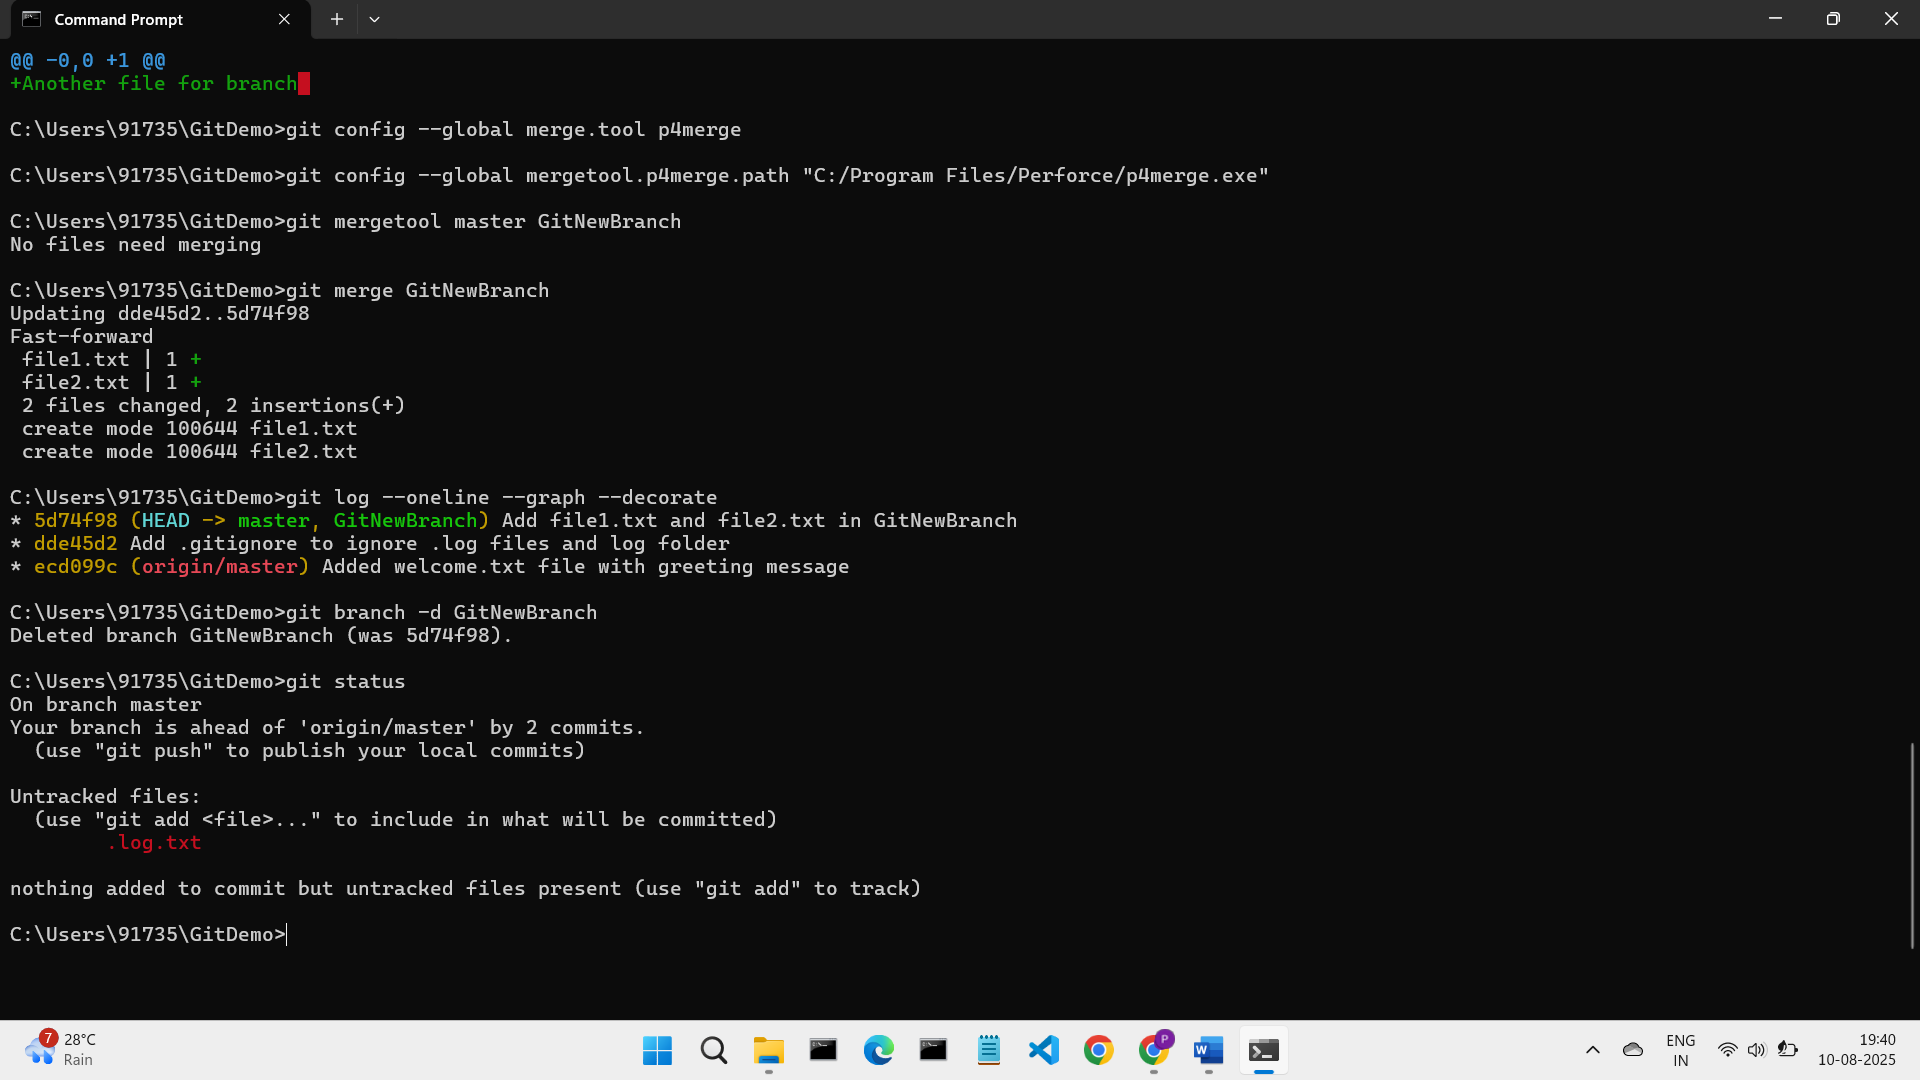 Command Prompt
@@ -0,0 +1 @@
+Another file for branch
C:\Users\91735\GitDemo>git config --global merge.tool p4merge
C:\Users\91735\GitDemo>git config --global mergetool.p4merge.path "C:/Program Files/Perforce/p4merge.exe"
C:\Users\91735\GitDemo>git mergetool master GitNewBranch
No files need merging
C:\Users\91735\GitDemo>git merge GitNewBranch
Updating dde45d2..5d74f98
Fast-forward
 file1.txt | 1 +
 file2.txt | 1 +
 2 files changed, 2 insertions(+)
 create mode 100644 file1.txt
 create mode 100644 file2.txt
C:\Users\91735\GitDemo>git log --oneline --graph --decorate
* 5d74f98 (HEAD -> master, GitNewBranch) Add file1.txt and file2.txt in GitNewBranch
* dde45d2 Add .gitignore to ignore .log files and log folder
* ecd099c (origin/master) Added welcome.txt file with greeting message
C:\Users\91735\GitDemo>git branch -d GitNewBranch
Deleted branch GitNewBranch (was 5d74f98).
C:\Users\91735\GitDemo>git status
On branch master
Your branch is ahead of 'origin/master' by 2 commits.
  (use "git push" to publish your local commits)
Untracked files:
  (use "git add <file>..." to include in what will be committed)
        .log.txt
nothing added to commit but untracked files present (use "git add" to track)
C:\Users\91735\GitDemo>
7
28°C
Rain
P
W
ENG
IN
19:40
10-08-2025